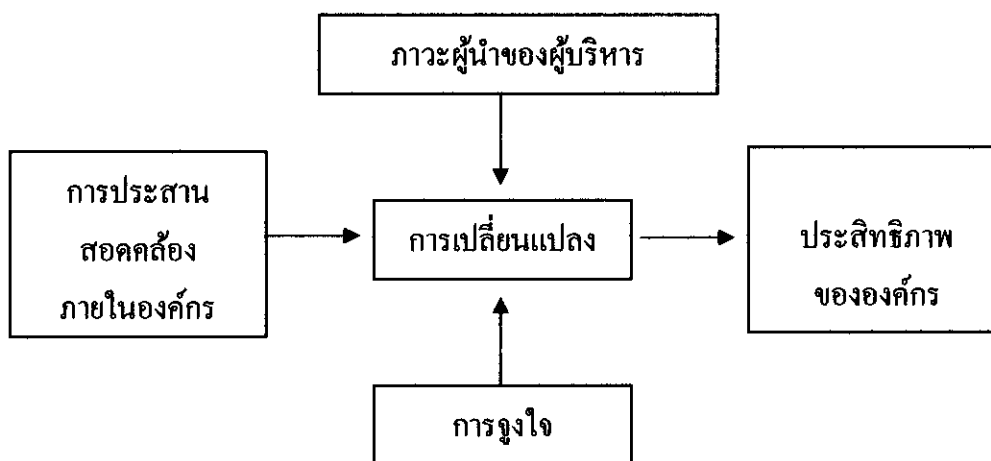 ภาวะผู้นำของผู้บริหาร
การประสาน
สอดคล้อง
ภายในองค์กร
การเปลี่ยนแปลง
ประสิทธิภาพ
ขององค์กร
การจูงใจ